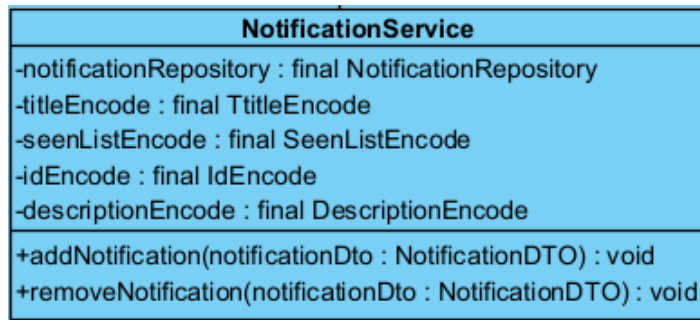 NotificationService
-notificationRepository : final NotificationRepository
-titleEncode : final TtitleEncode
-seenListEncode : final SeenListEncode
-idEncode : final IdEncode
-descriptionEncode : final DescriptionEncode
+addNotification(notificationDto : NotificationDTO) : void
+removeNotification(notificationDto : NotificationDTO) : void